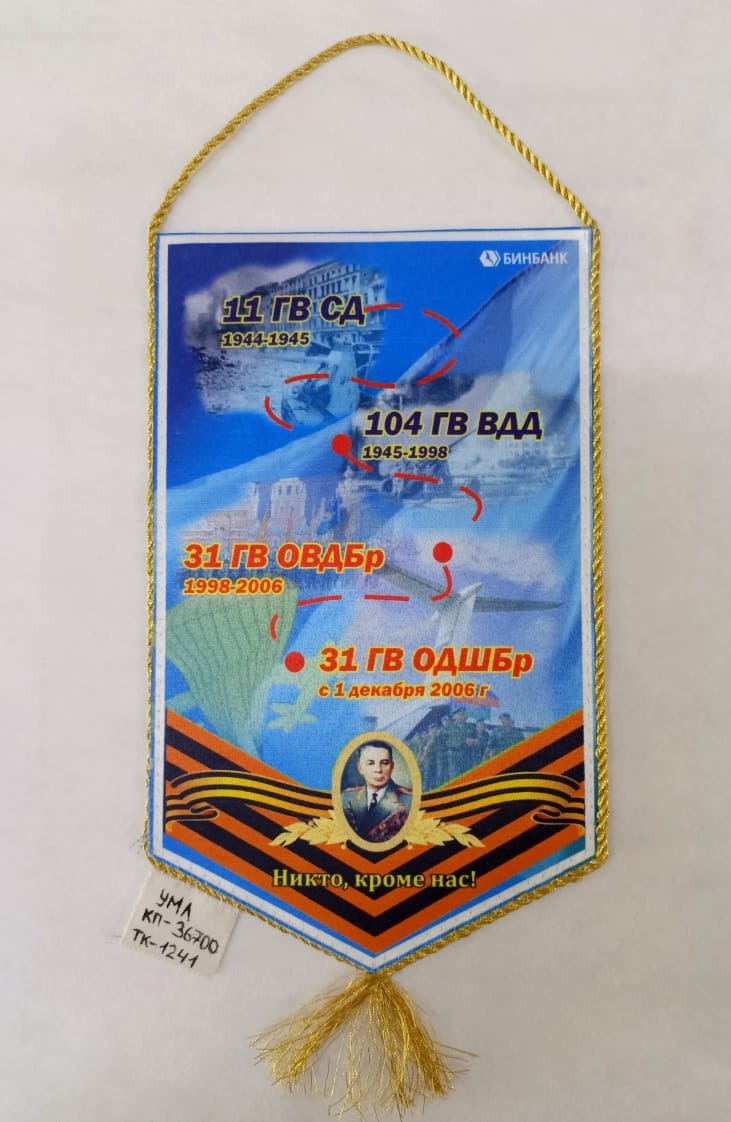 БИНБАНК
11 ГВ СД
1944-1945
104 ГВ ВДД
1945-1998
31 ГВ ОВДБр
1998-2006
31 ГВ ОДШБр
с 1 декабря 2006 г
Никто, кроме нас!
УМА
КП-36700
ТК-1241